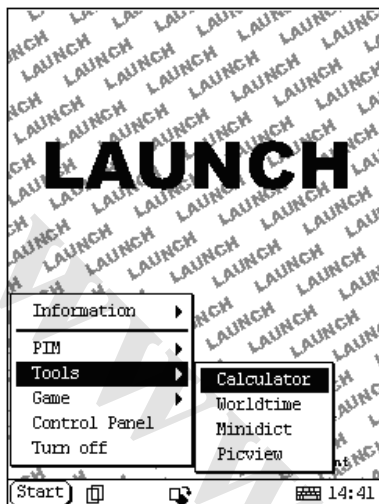 LAUNCH
Information
PIM
Tools
Game
Control Panel
Turn off
Calculator
Worldtime
Minidict
Picview
Start
14:41